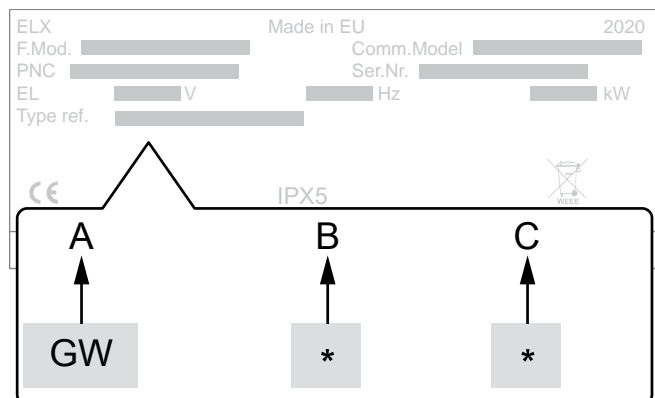 ELX Made in EU 2020
F.Mod. Comm.Model
PNC Ser.Nr.
EL V Hz kW
Type ref.
CE IPX5
WEEE
A B C
GW * *